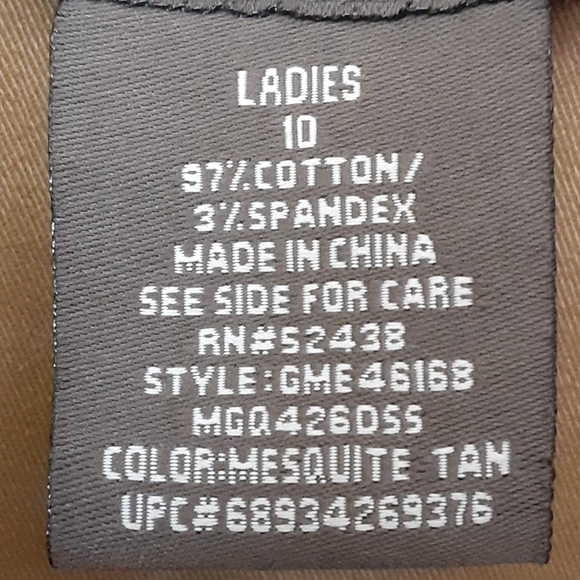 LADIES
10
97%COTTON/
3%SPANDEX
MADE IN CHINA
SEE SIDE FOR CARE
RN#52438
STYLE:GME46168
MGQ426DSS
COLOR:MESQUITE TAN
UPC#68934269376